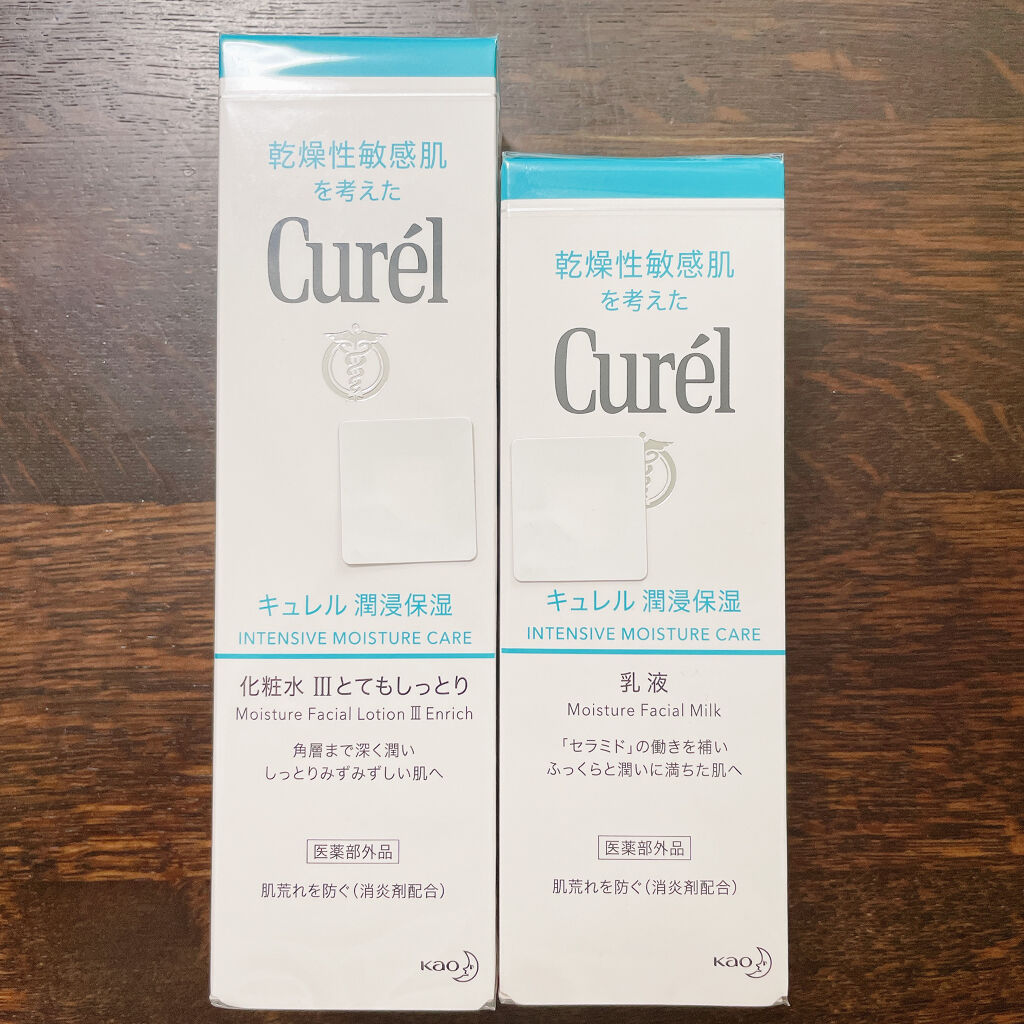 乾燥性敏感肌
を考えた
Curél
キュレル 潤浸保湿
INTENSIVE MOISTURE CARE
化粧水 Ⅲとてもしっとり
Moisture Facial Lotion Ⅲ Enrich
角層まで深く潤い
しっとりみずみずしい肌へ
医薬部外品
肌荒れを防ぐ（消炎剤配合）
Kao
乾燥性敏感肌
を考えた
Curél
キュレル 潤浸保湿
INTENSIVE MOISTURE CARE
乳液
Moisture Facial Milk
「セラミド」の働きを補い
ふっくらと潤いに満ちた肌へ
医薬部外品
肌荒れを防ぐ（消炎剤配合）
Kao